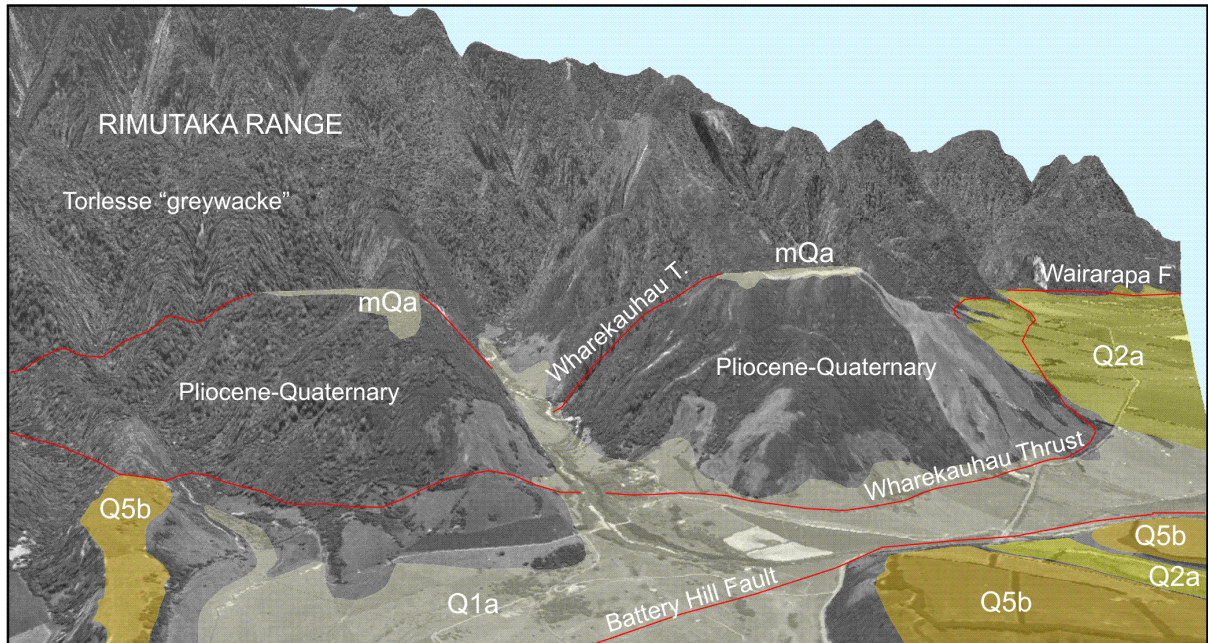 RIMUTAKA RANGE
Torlesse “greywacke”
mQa
Wairarapa F
mQa
Wharekauhau T.
Q2a
Pliocene-Quaternary
Pliocene-Quaternary
Wharekauhau Thrust
Q5b
Q5b
Q2a
Q1a
Battery Hill Fault
Q5b